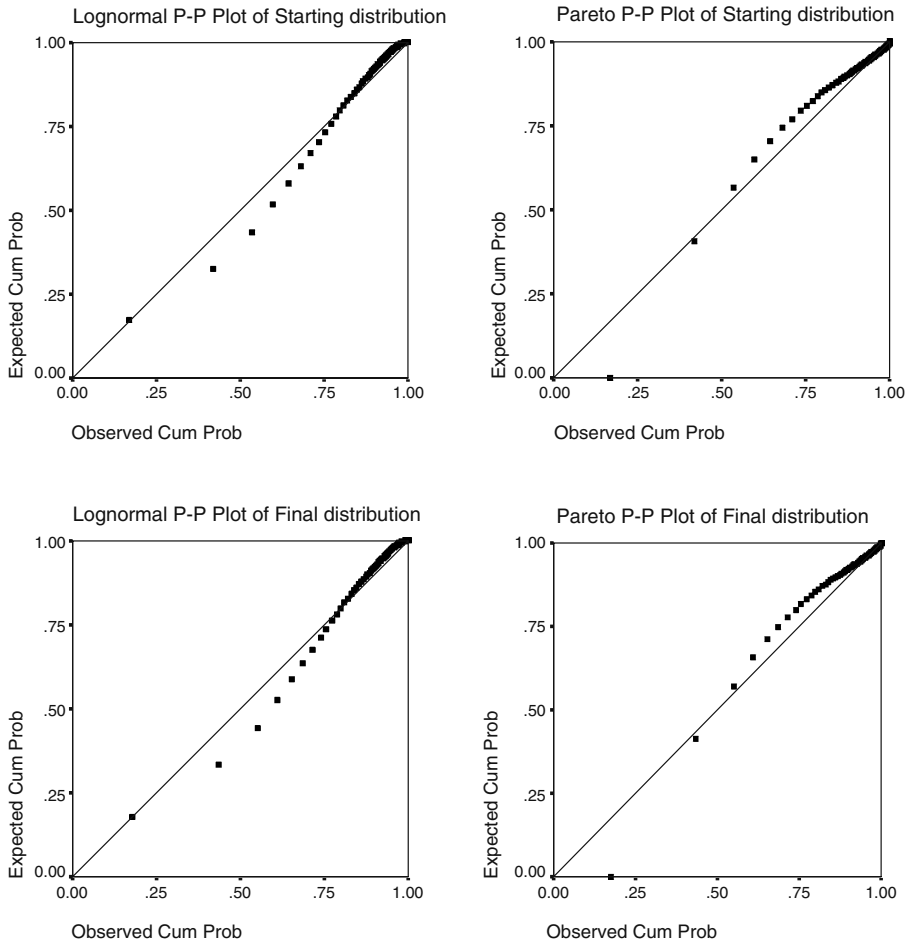 Lognormal P-P Plot of Starting distribution
1.00
.75
.50
.25
0.00
Expected Cum Prob
0.00 .25 .50 .75 1.00
Observed Cum Prob
Pareto P-P Plot of Starting distribution
1.00
.75
.50
.25
0.00
Expected Cum Prob
0.00 .25 .50 .75 1.00
Observed Cum Prob
Lognormal P-P Plot of Final distribution
1.00
.75
.50
.25
0.00
Expected Cum Prob
0.00 .25 .50 .75 1.00
Observed Cum Prob
Pareto P-P Plot of Final distribution
1.00
.75
.50
.25
0.00
Expected Cum Prob
0.00 .25 .50 .75 1.00
Observed Cum Prob